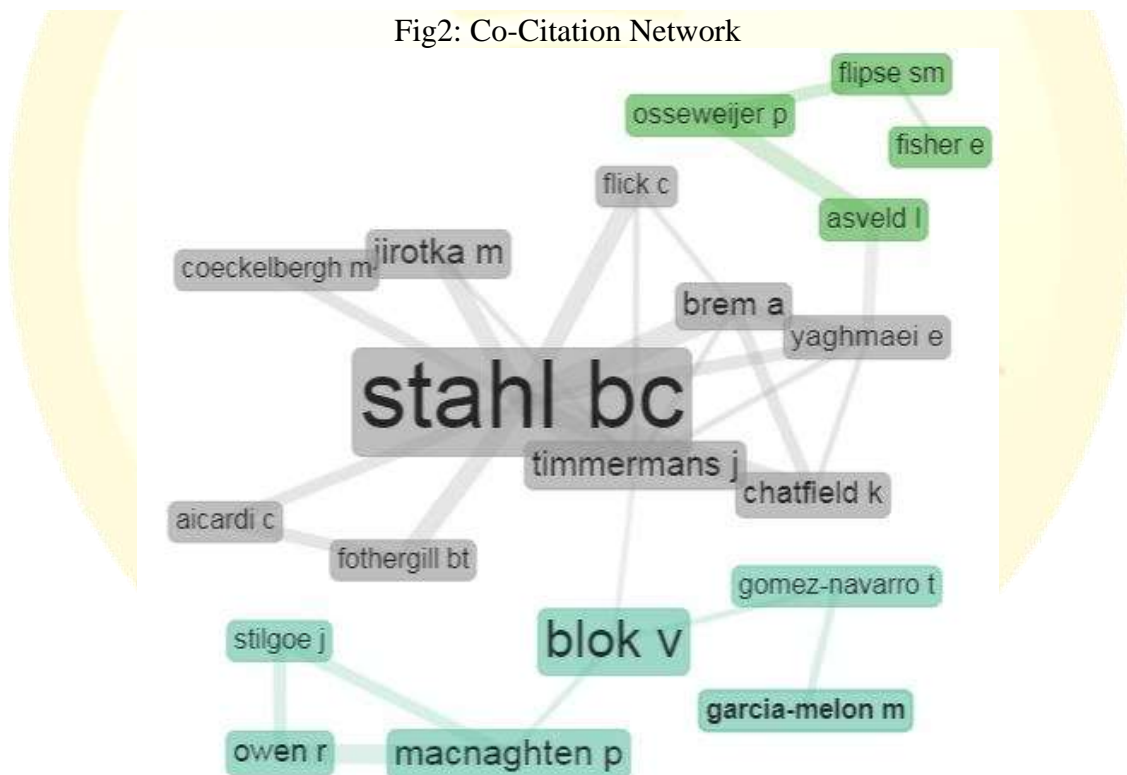 Fig2: Co-Citation Network
flipse sm
osseweijer p
fisher e
flick c
asveld l
jirotka m
coeckelbergh m
brem a
yaghmaei e
stahl bc
timmermans j
chatfield k
aicardi c
fothergill bt
gomez-navarro t
stilgoe j
blok v
garcia-melon m
owen r
macnaghten p